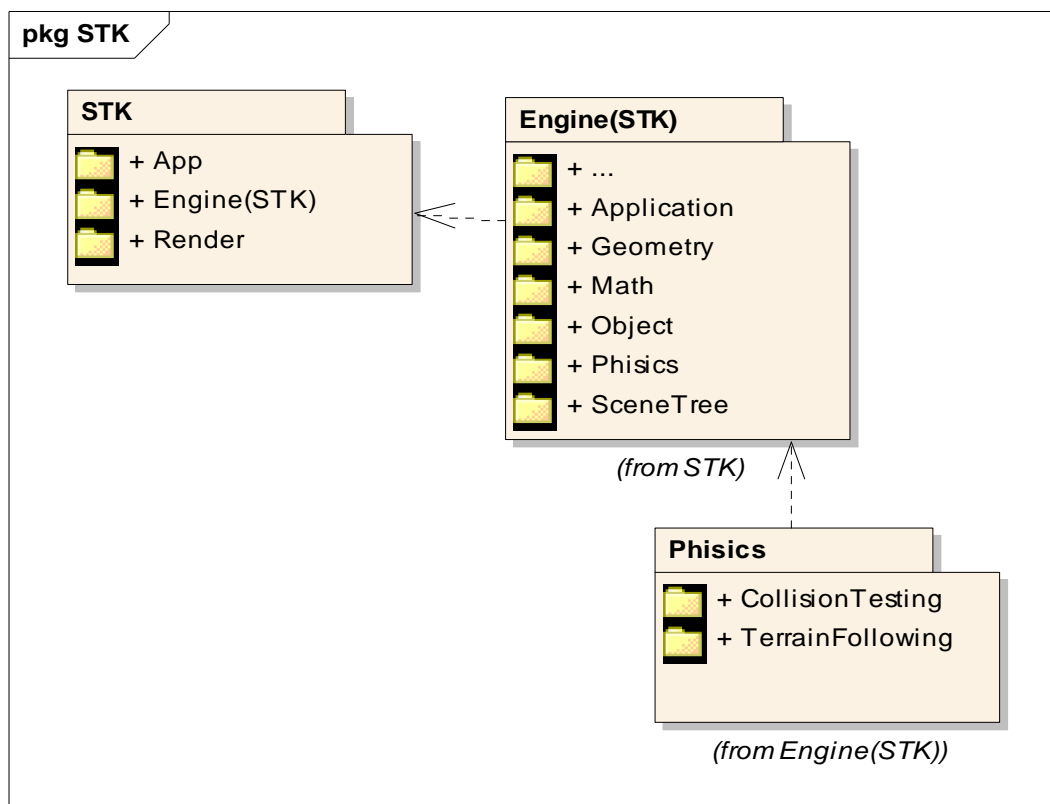 pkg STK
STK
+ App
+ Engine(STK)
+ Render
Engine(STK)
+ ...
+ Application
+ Geometry
+ Math
+ Object
+ Phisics
+ SceneTree
(from STK)
Phisics
+ CollisionTesting
+ TerrainFollowing
(from Engine(STK))